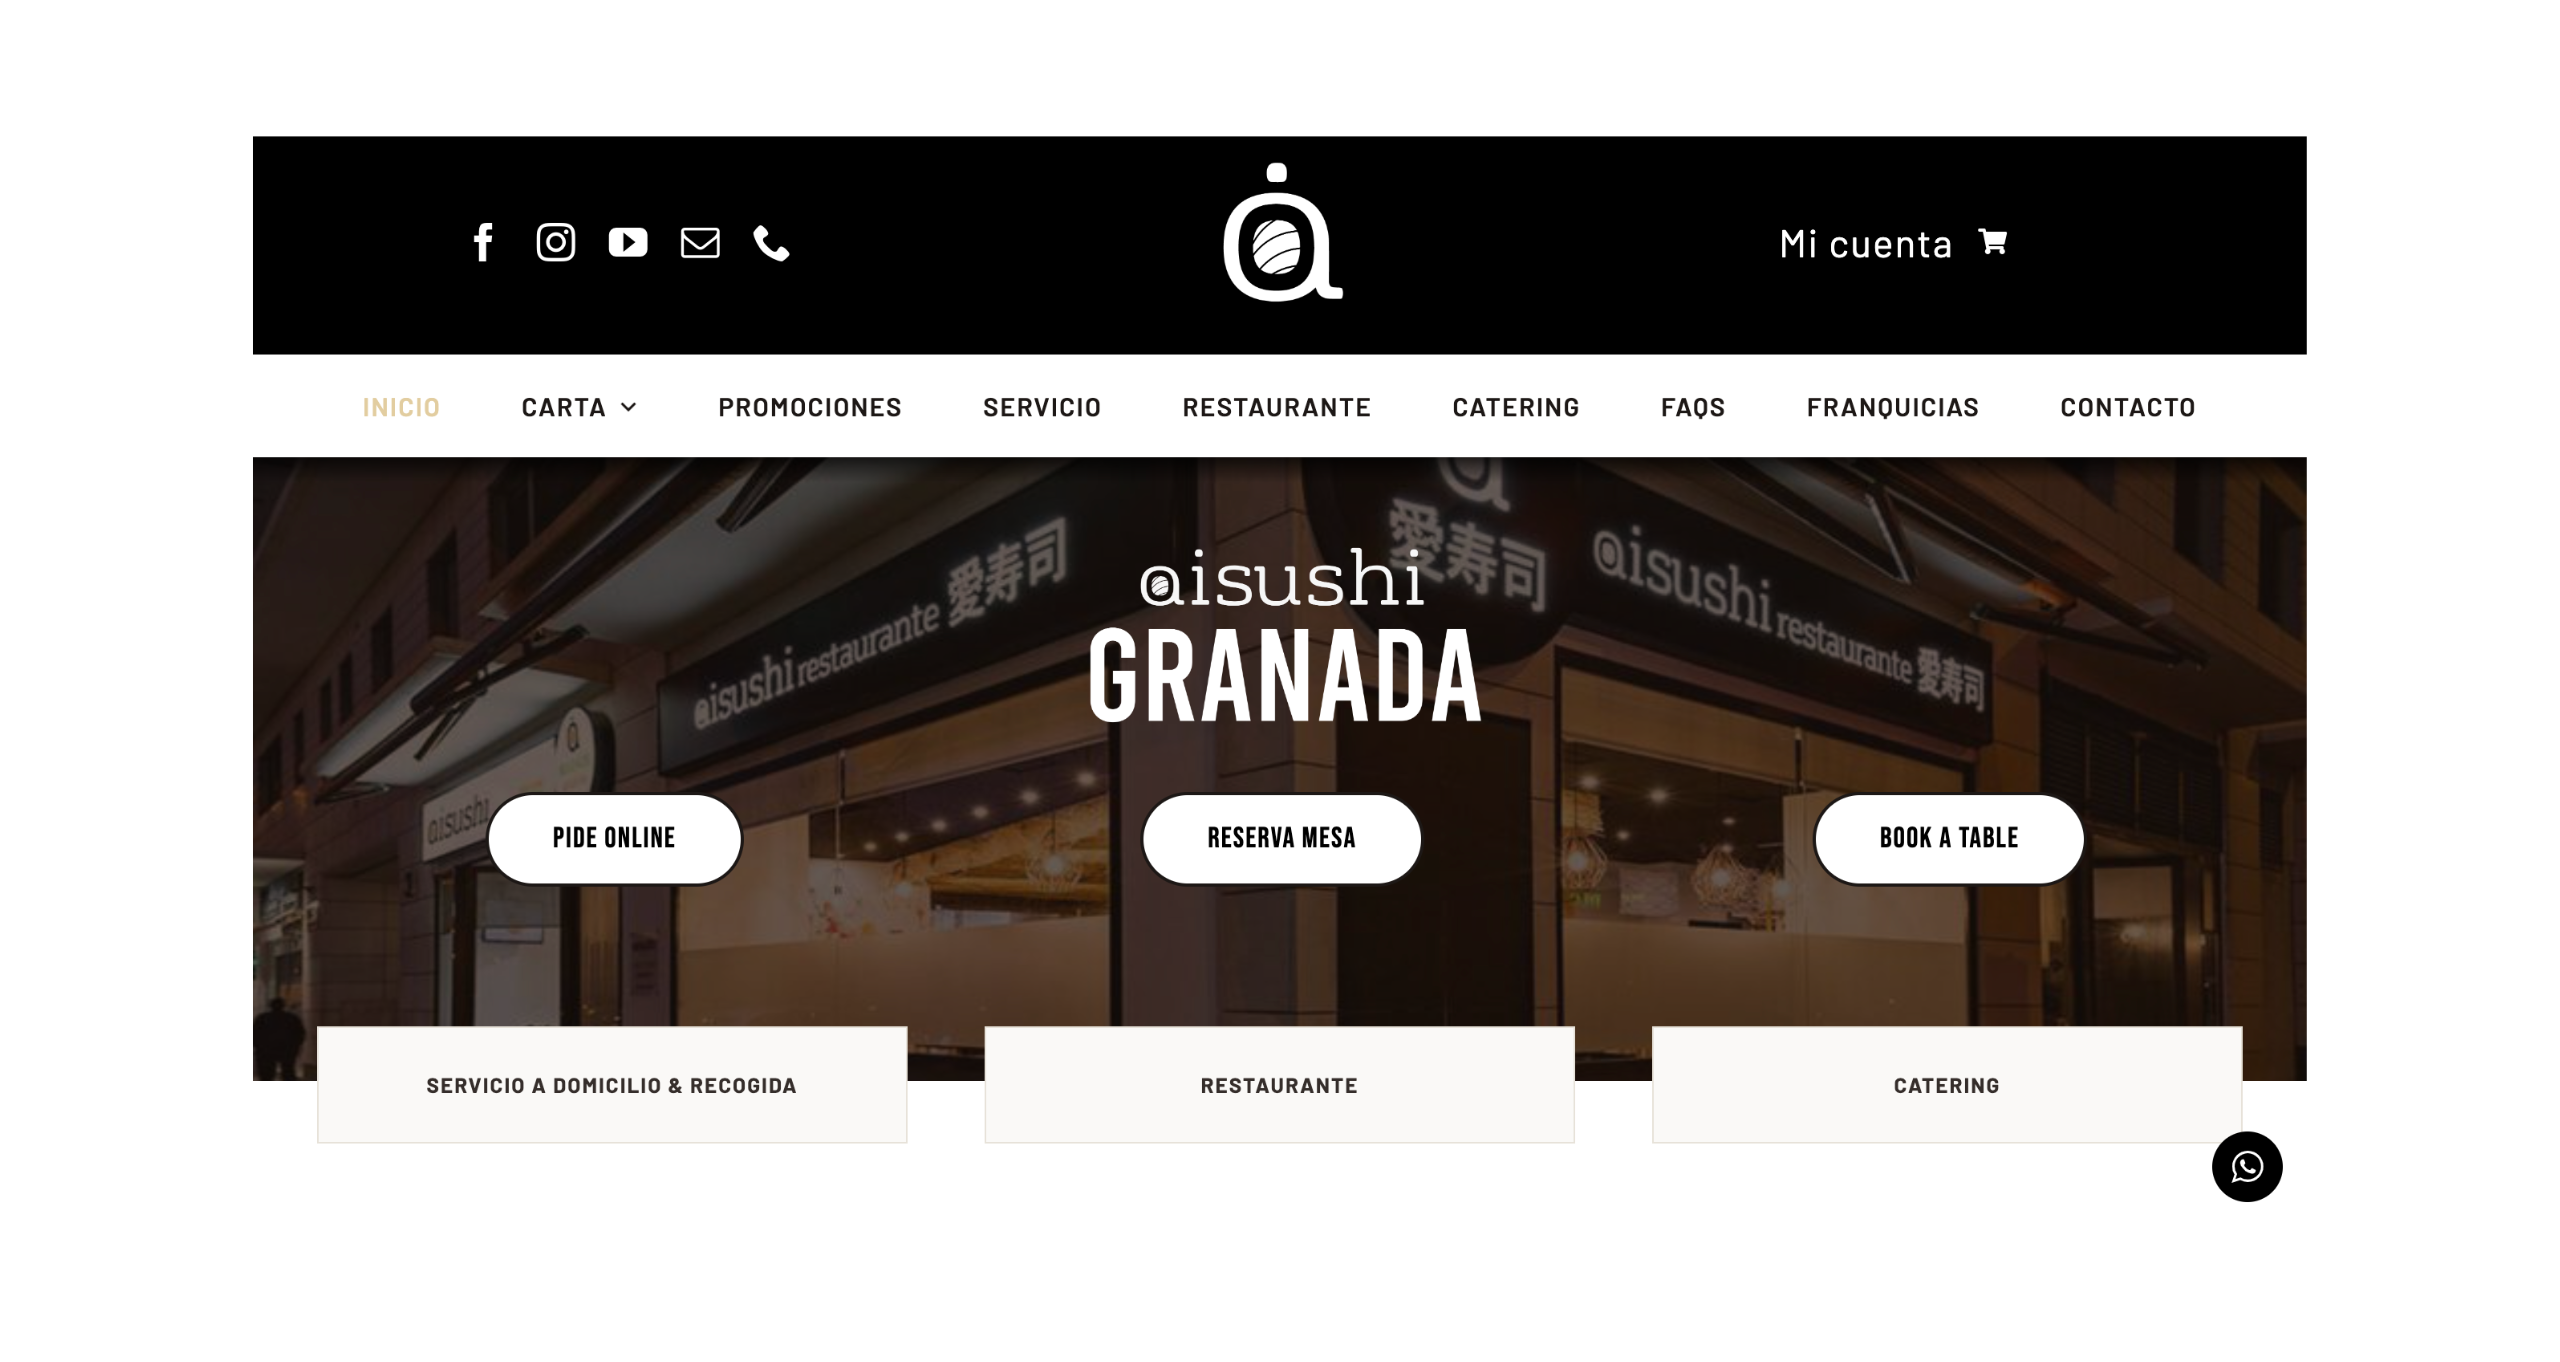 Mi cuenta
INICIO CARTA PROMOCIONES SERVICIO RESTAURANTE CATERING FAQS FRANQUICIAS CONTACTO
aisushi restaurante 愛寿司
愛寿司
aisushi restaurante 愛寿司
aisushi
aisushi
GRANADA
PIDE ONLINE RESERVA MESA BOOK A TABLE
SERVICIO A DOMICILIO & RECOGIDA RESTAURANTE CATERING